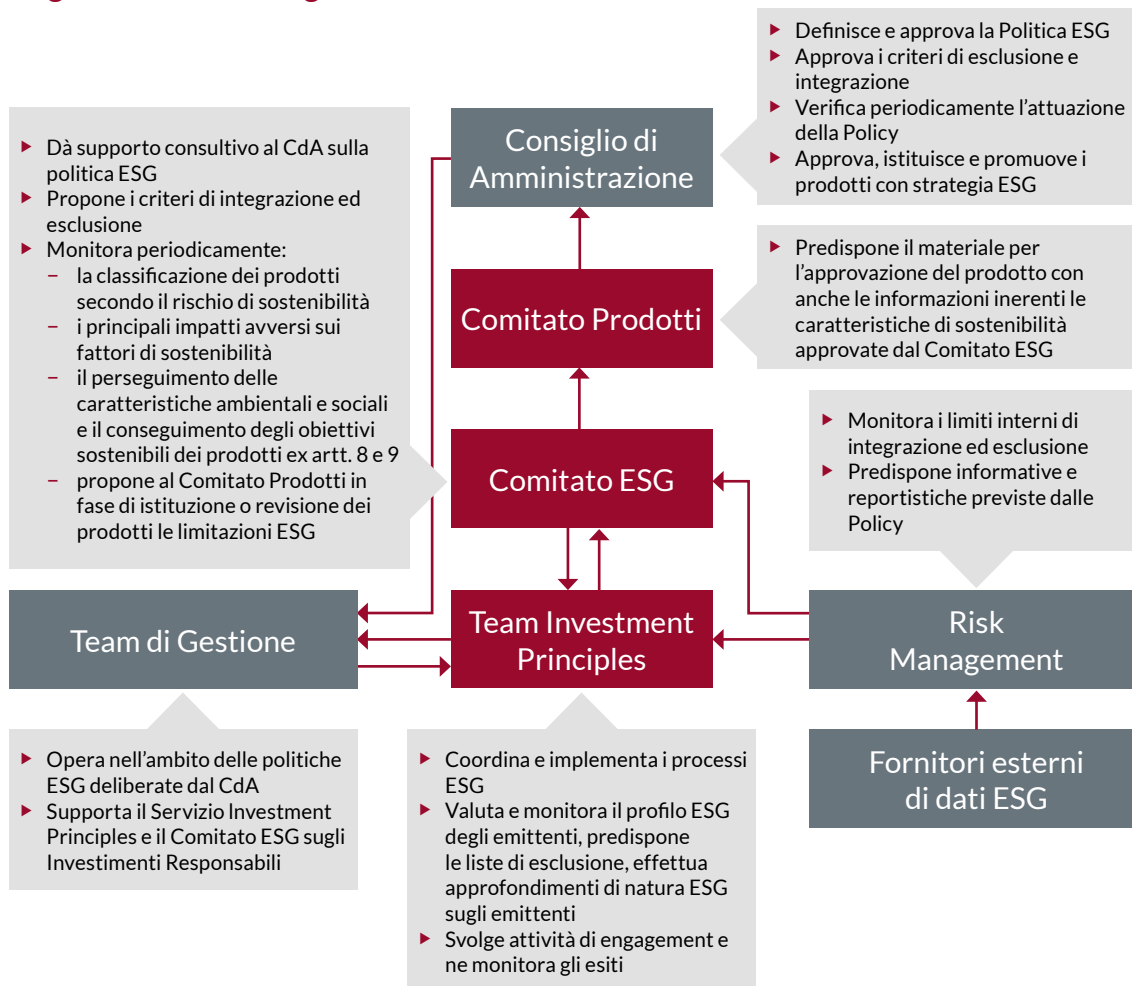 ▶ Definisce e approva la Politica ESG
▶ Approva i criteri di esclusione e
integrazione
▶ Verifica periodicamente l'attuazione
della Policy
▶ Approva, istituisce e promuove i
prodotti con strategia ESG
Consiglio di
Amministrazione
▶ Dà supporto consultivo al CdA sulla
politica ESG
▶ Propone i criteri di integrazione ed
esclusione
▶ Monitora periodicamente:
– la classificazione dei prodotti
secondo il rischio di sostenibilità
– i principali impatti avversi sui
fattori di sostenibilità
– il perseguimento delle
caratteristiche ambientali e sociali
e il conseguimento degli obiettivi
sostenibili dei prodotti ex artt. 8 e 9
– propone al Comitato Prodotti in
fase di istituzione o revisione dei
prodotti le limitazioni ESG
Comitato Prodotti
▶ Predispone il materiale per
l'approvazione del prodotto con
anche le informazioni inerenti le
caratteristiche di sostenibilità
approvate dal Comitato ESG
Comitato ESG
▶ Monitora i limiti interni di
integrazione ed esclusione
▶ Predispone informative e
reportistiche previste dalle
Policy
Team di Gestione
Team Investment
Principles
Risk
Management
▶ Opera nell'ambito delle politiche
ESG deliberate dal CdA
▶ Supporta il Servizio Investment
Principles e il Comitato ESG sugli
Investimenti Responsabili
▶ Coordina e implementa i processi
ESG
▶ Valuta e monitora il profilo ESG
degli emittenti, predispone
le liste di esclusione, effettua
approfondimenti di natura ESG
sugli emittenti
▶ Svolge attività di engagement e
ne monitora gli esiti
Fornitori esterni
di dati ESG